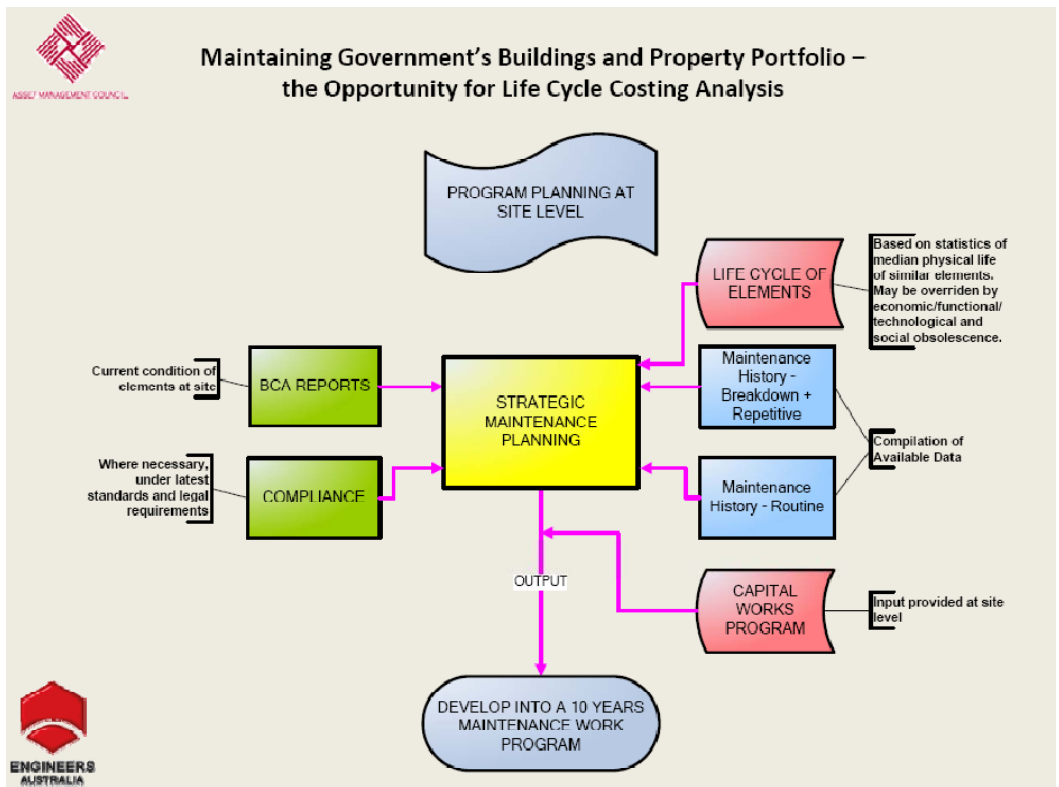 Maintaining Government's Buildings and Property Portfolio –
the Opportunity for Life Cycle Costing Analysis
ASSET MANAGEMENT COUNCIL
PROGRAM PLANNING AT
SITE LEVEL
LIFE CYCLE OF
ELEMENTS
Based on statistics of
median physical life
of similar elements.
May be overriden by
economic/functional/
technological and
social obsolescence.
Current condition of
elements at site
BCA REPORTS
STRATEGIC
MAINTENANCE
PLANNING
Maintenance
History -
Breakdown +
Repetitive
Compilation of
Available Data
Where necessary,
under latest
standards and legal
requirements
COMPLIANCE
Maintenance
History - Routine
OUTPUT
CAPITAL
WORKS
PROGRAM
Input provided at site
level
DEVELOP INTO A 10 YEARS
MAINTENANCE WORK
PROGRAM
ENGINEERS
AUSTRALIA